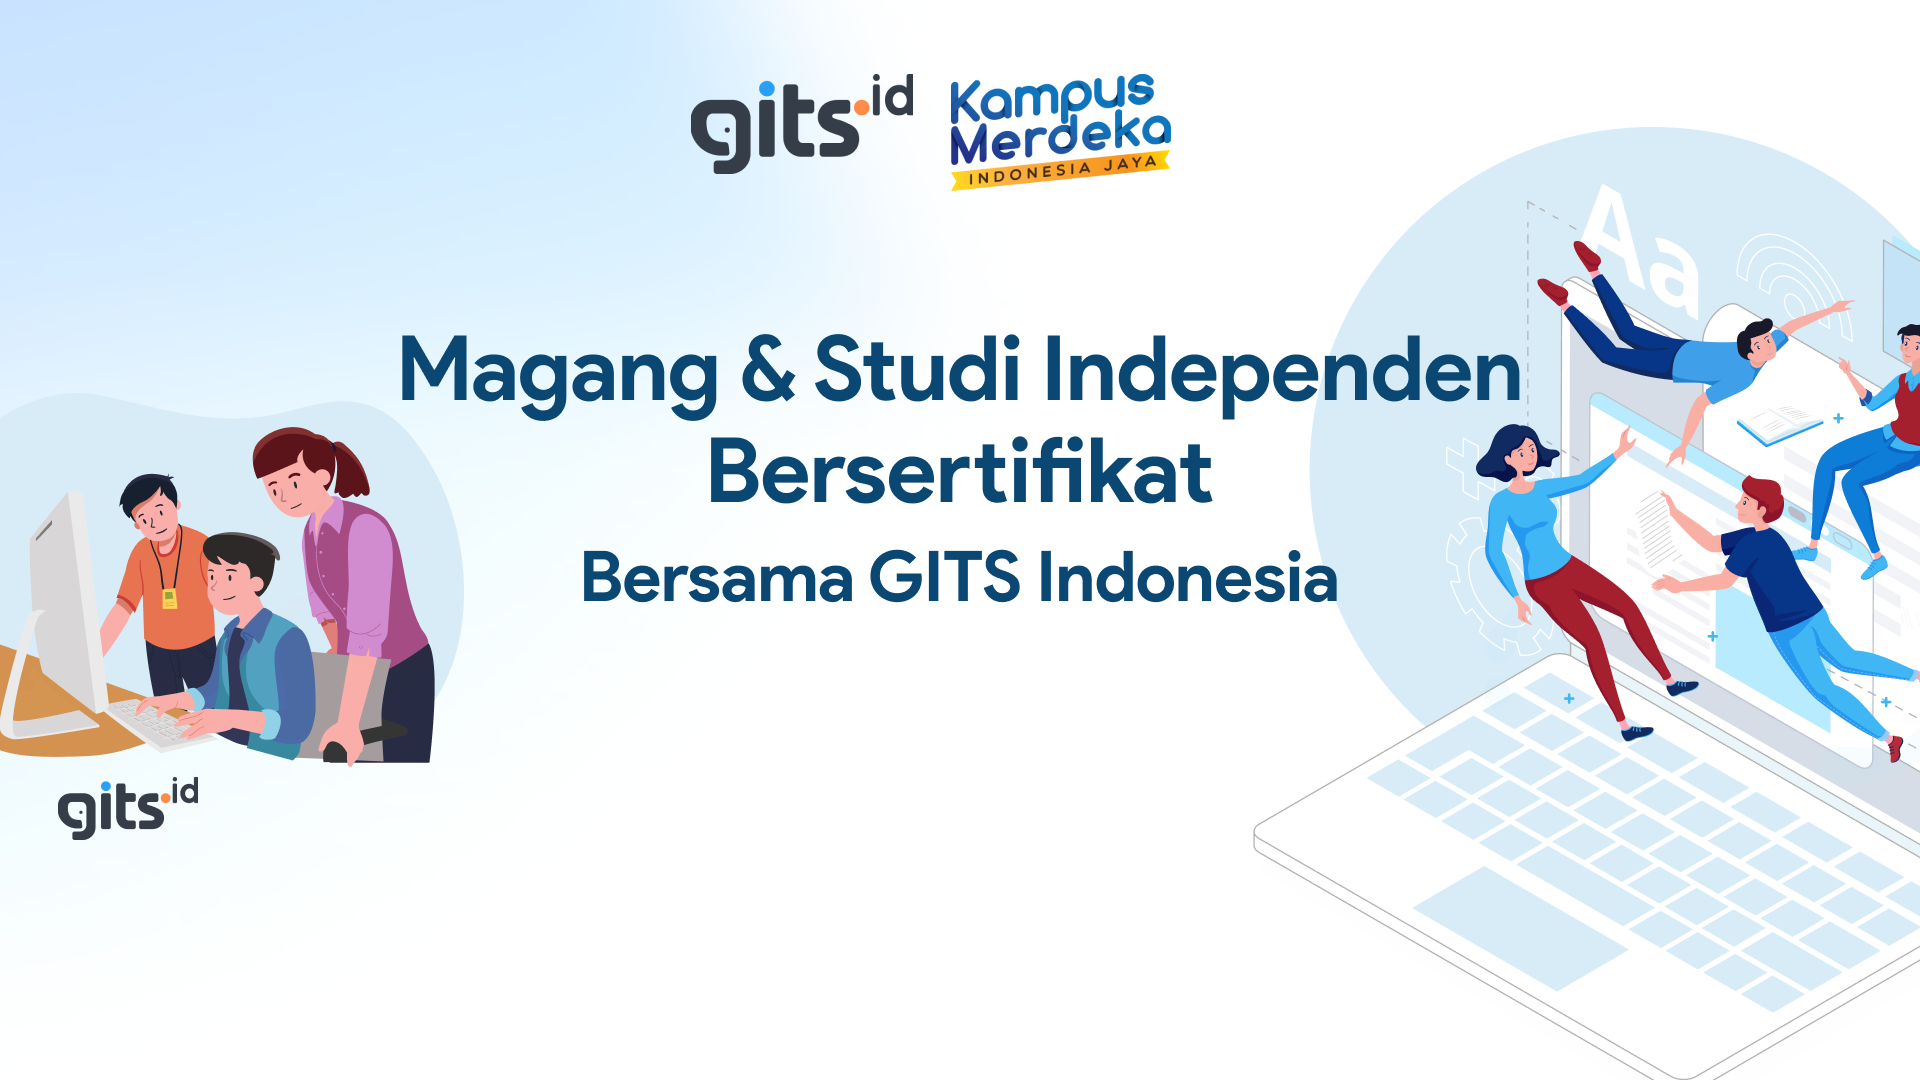 gits.id
Kampus
Merdeka
INDONESIA JAYA
Aa
Magang & Studi Independen
Bersertifikat
Bersama GITS Indonesia
gits.id